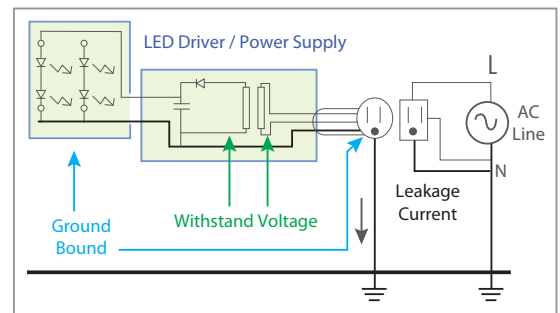 LED Driver / Power Supply
L
AC
Line
N
Leakage
Current
Withstand Voltage
Ground
Bound